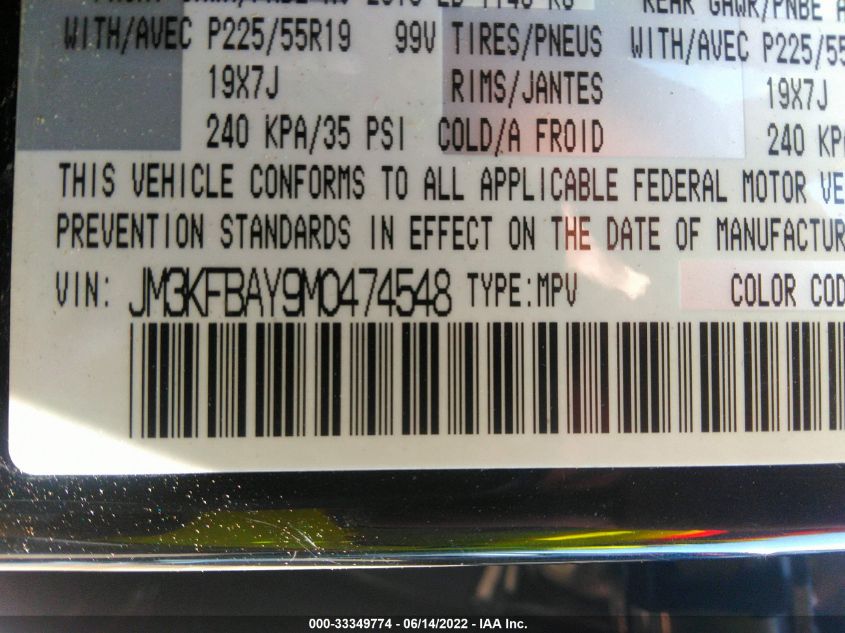 WITH/AVEC P225/55R19 99V TIRES/PNEUS WITH/AVEC P225/55
19X7J RIMS/JANTES 19X7J
240 KPA/35 PSI COLD/A FROID 240 KPA
THIS VEHICLE CONFORMS TO ALL APPLICABLE FEDERAL MOTOR VE
PREVENTION STANDARDS IN EFFECT ON THE DATE OF MANUFACTUR
VIN: JM3KFBAY9M0474548 TYPE:MPV COLOR COD
000-33349774 - 06/14/2022 - IAA Inc.